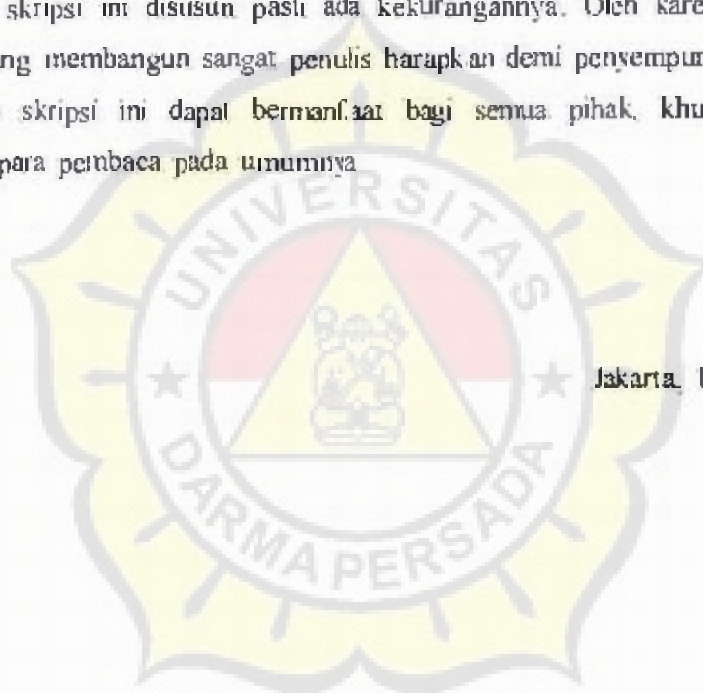 skripsi ini disusun pasti ada kekurangannya. Oleh kare
ng membangun sangat penulis harapkan demi penyempur
skripsi ini dapat bermanfaat bagi semua pihak, khu
para pembaca pada umumnya
UNIVERSITAS
Jakarta,
DARMA PERSADA